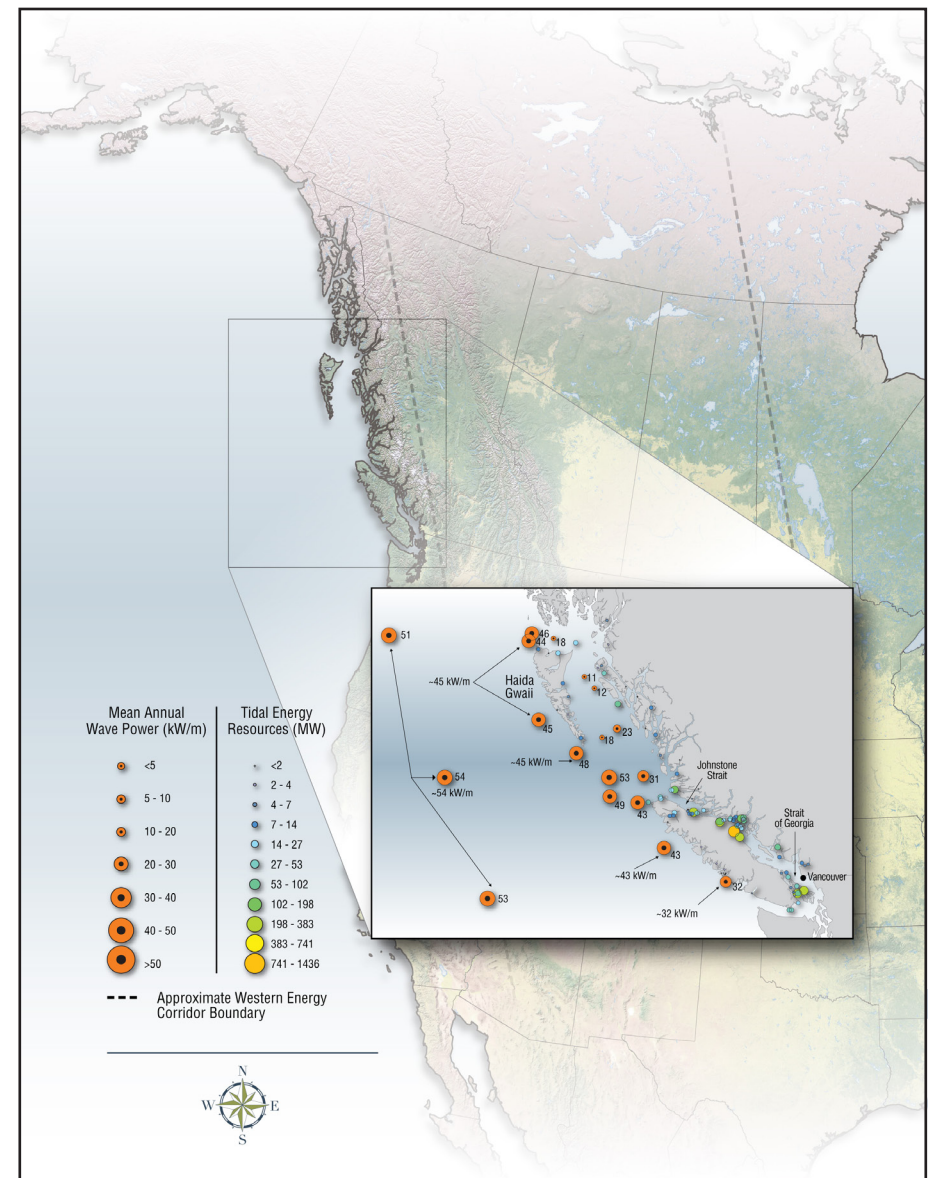 51
46
44
18
~45 kW/m
11
Haida
Gwaii
12
45
23
18
~45 kW/m
48
Johnstone
Strait
54
53
31
~54 kW/m
49
43
Strait
of Georgia
43
Vancouver
~43 kW/m
32
53
~32 kW/m
Mean Annual
Wave Power (kW/m)
<5
5 - 10
10 - 20
20 - 30
30 - 40
40 - 50
>50
Tidal Energy
Resources (MW)
<2
2 - 4
4 - 7
7 - 14
14 - 27
27 - 53
53 - 102
102 - 198
198 - 383
383 - 741
741 - 1436
Approximate Western Energy
Corridor Boundary
N
W
E
S